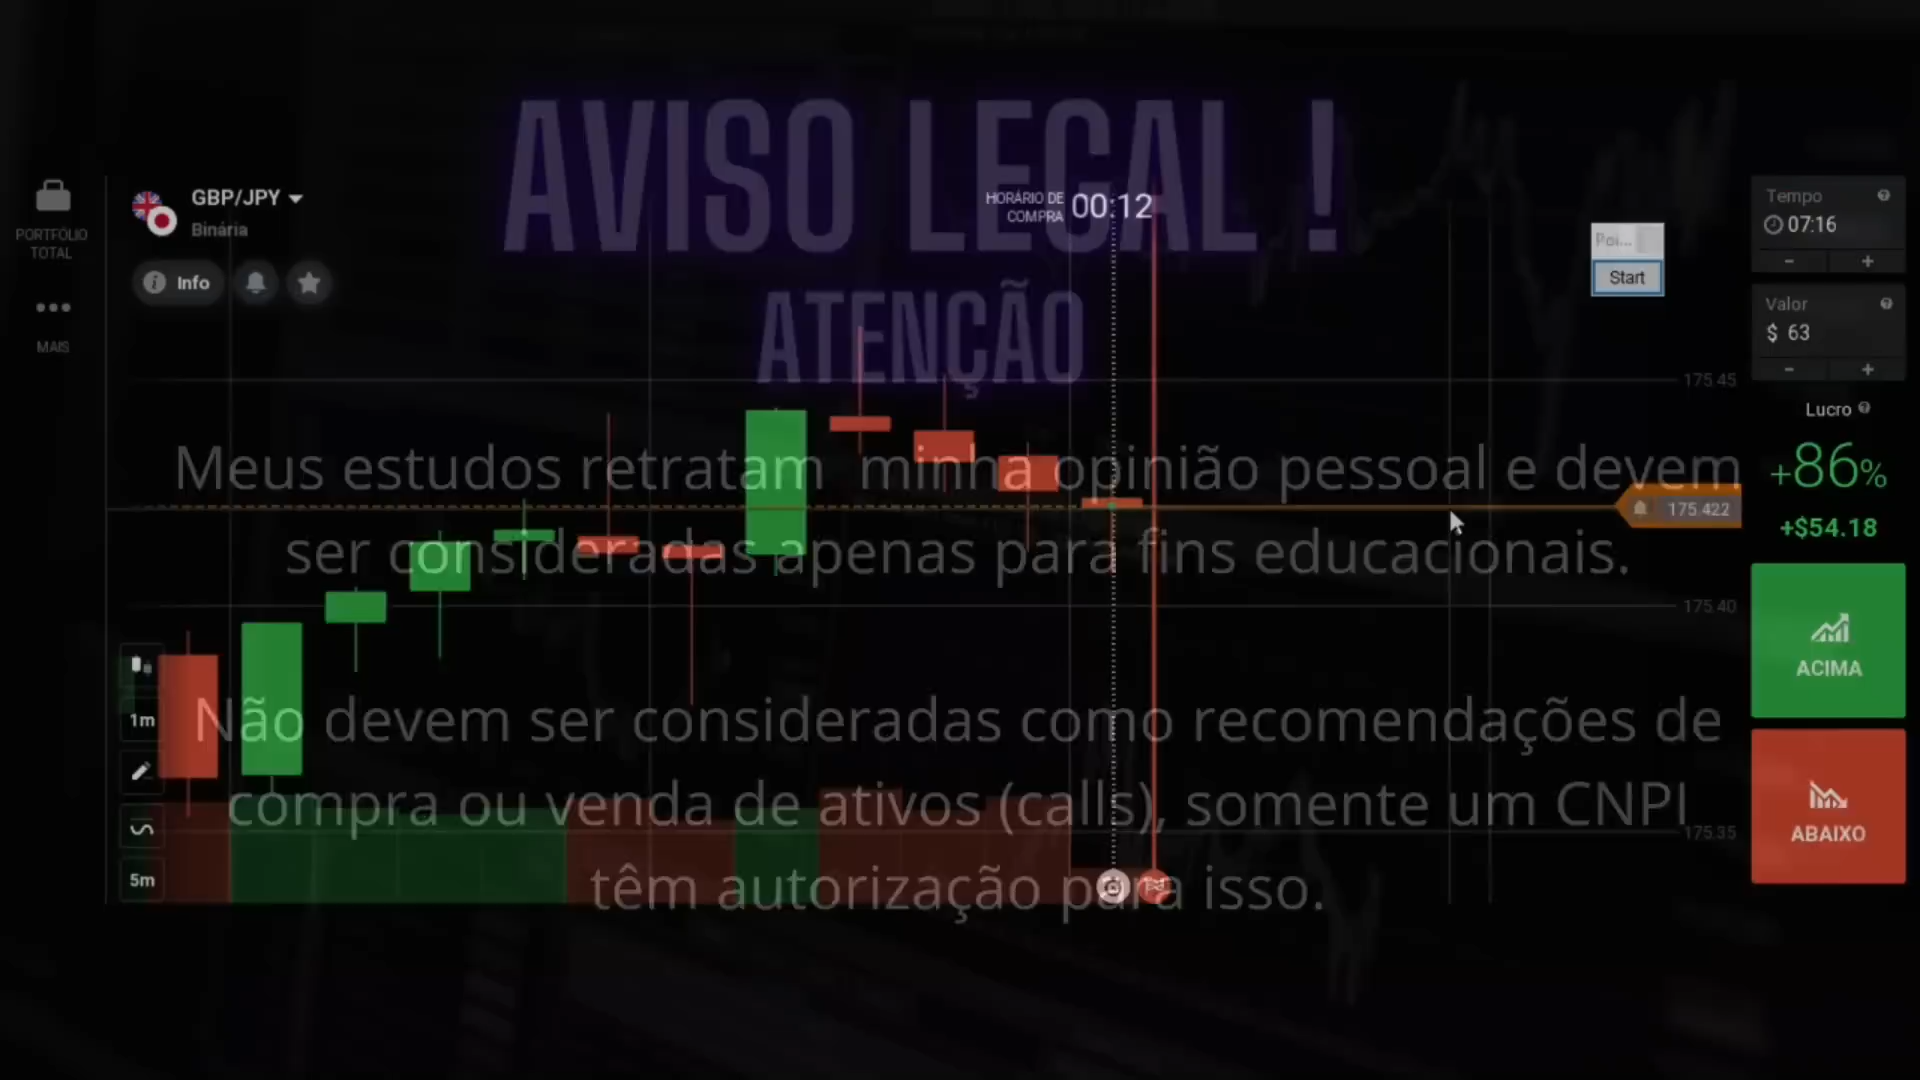 AVISO LEGAL !
GBP/JPY
Binária
HORÁRIO DE
COMPRA
00:12
PORTFÓLIO
TOTAL
Info
MAIS
ATENÇÃO
Poi...
Start
Tempo
07:16
- +
Valor
$ 63
- +
175.45
Lucro
+86%
+$54.18
175.422
Meus estudos retratam minha opinião pessoal e devem
ser consideradas apenas para fins educacionais.
175.40
ACIMA
1m
Não devem ser consideradas como recomendações de
compra ou venda de ativos (calls), somente um CNPI
175.35
ABAIXO
5m
têm autorização para isso.